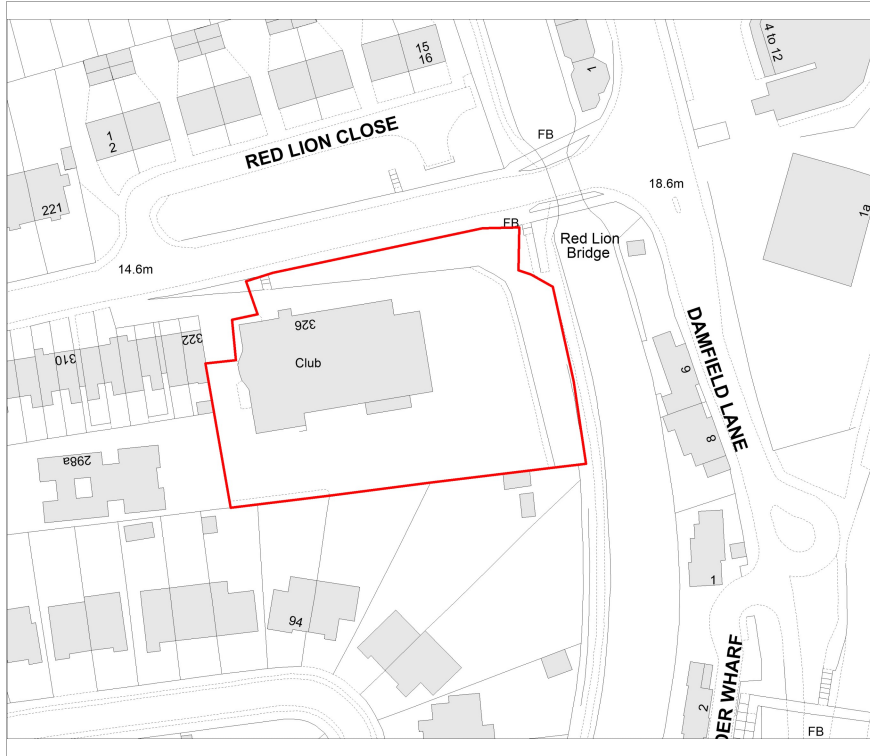 4 to 12
15
16
1
1
2
RED LION CLOSE
FB
18.6m
221
1a
FB
Red Lion
Bridge
14.6m
326
322
310
Club
DAMFIELD LANE
9
8
298a
1
94
2
DER WHARF
FB